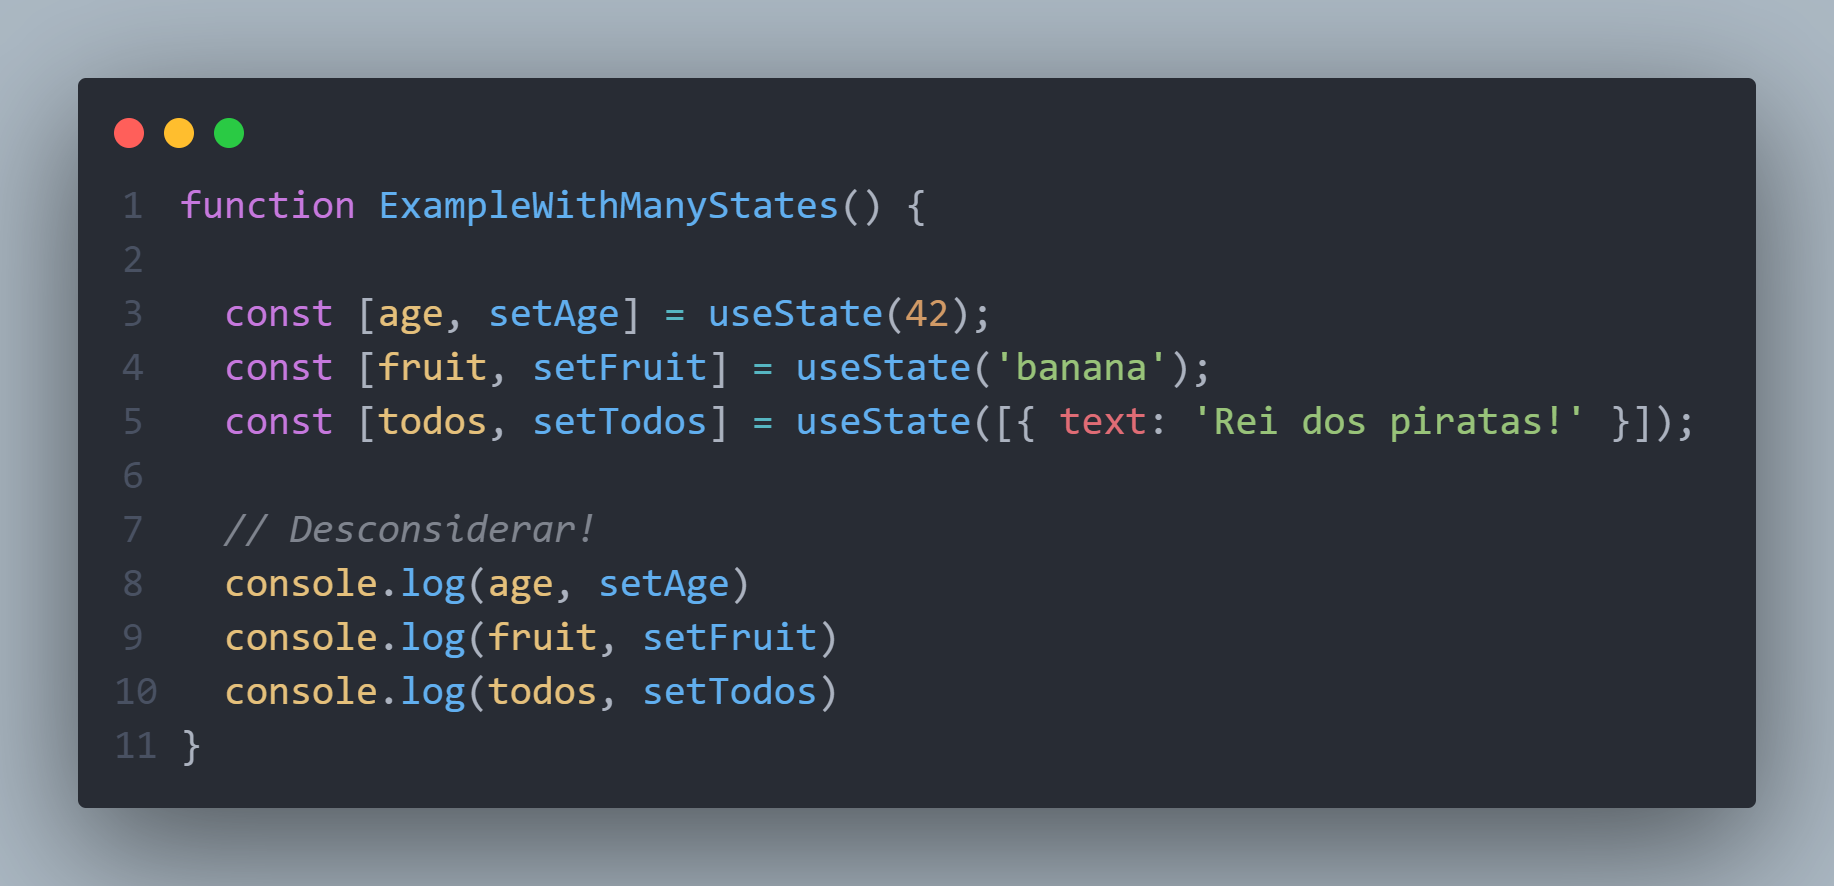 1 function ExampleWithManyStates() {
2
3   const [age, setAge] = useState(42);
4   const [fruit, setFruit] = useState('banana');
5   const [todos, setTodos] = useState([{ text: 'Rei dos piratas!' }]);
6
7   // Desconsiderar!
8   console.log(age, setAge)
9   console.log(fruit, setFruit)
10   console.log(todos, setTodos)
11 }